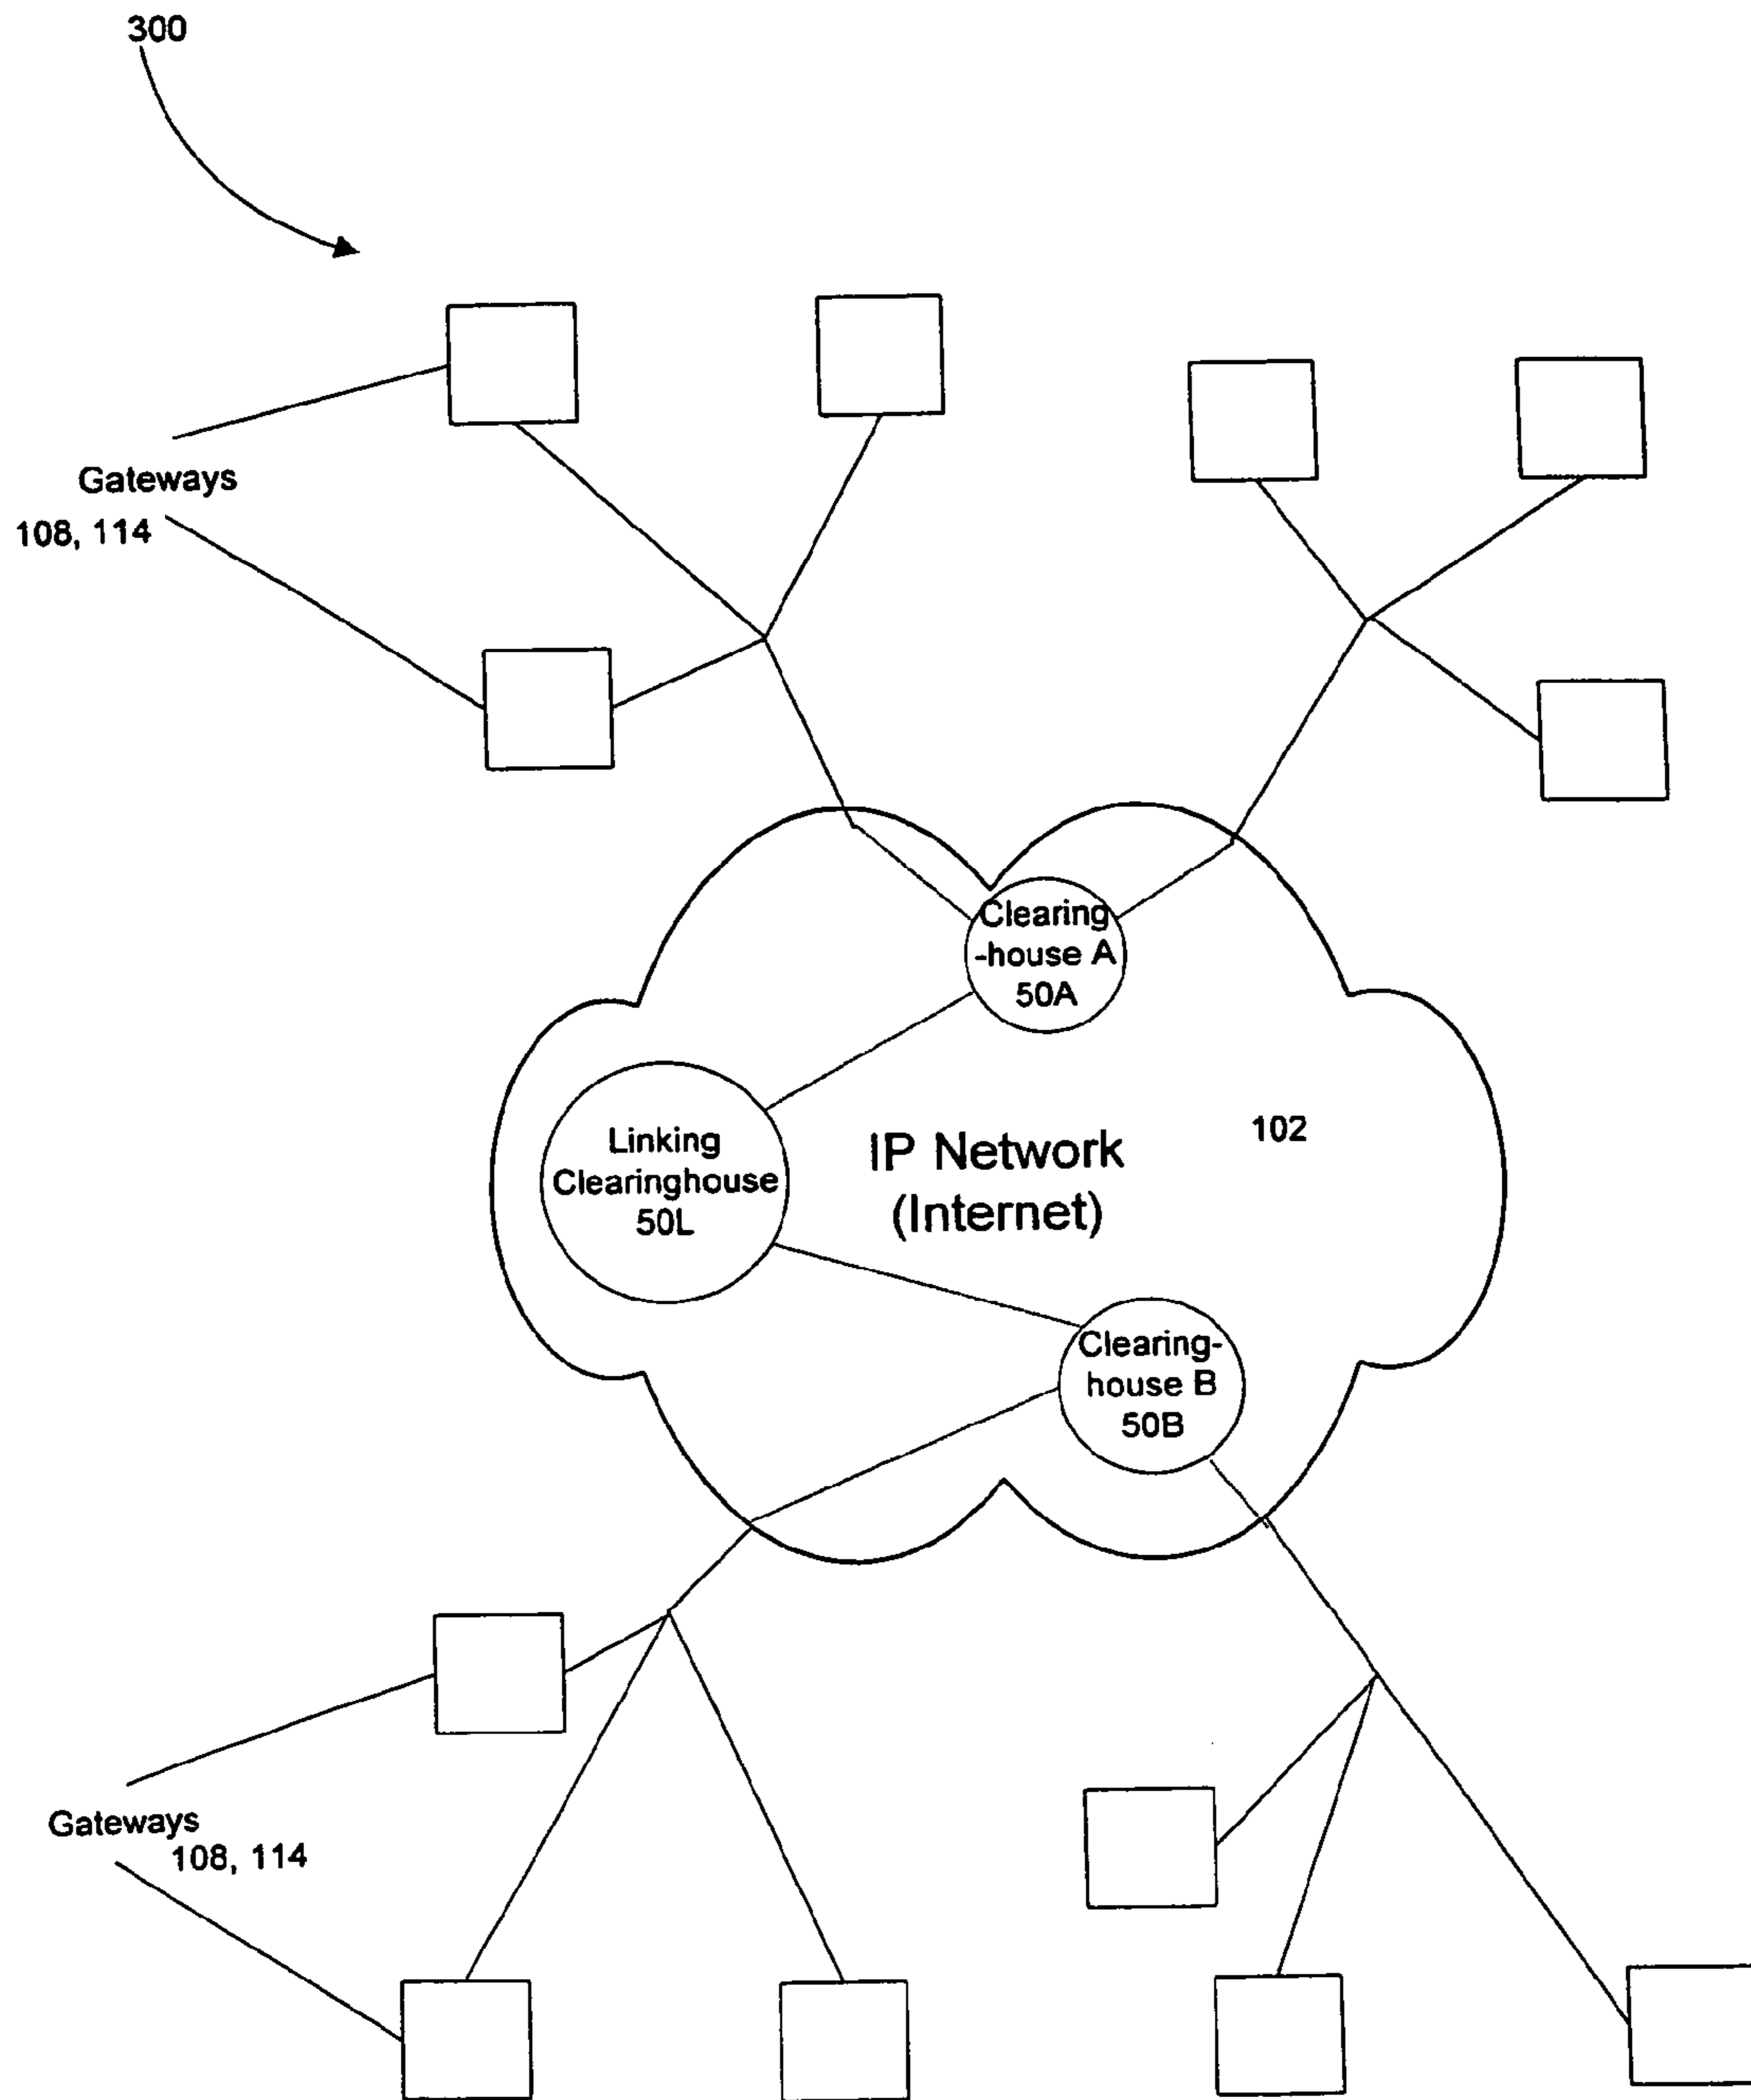 300
Gateways
108, 114
Clearing
-house A
50A
Linking
Clearinghouse
50L
IP Network
(Internet)
102
Clearing-
house B
50B
Gateways
108, 114